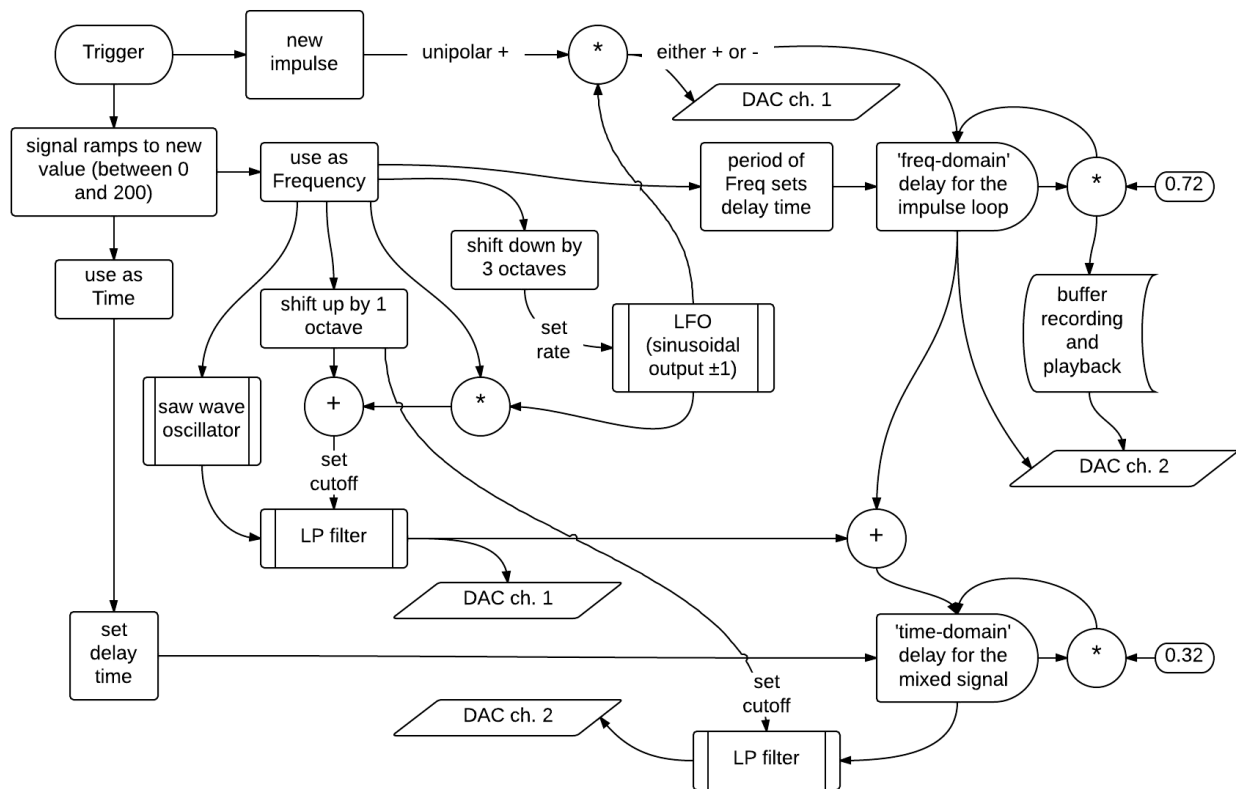 Trigger
new
impulse
unipolar +
*
either + or -
DAC ch. 1
signal ramps to new
value (between 0
and 200)
use as
Frequency
period of
Freq sets
delay time
'freq-domain'
delay for the
impulse loop
*
0.72
use as
Time
shift down by
3 octaves
shift up by 1
octave
set
rate
LFO
(sinusoidal
output ±1)
buffer
recording
and
playback
saw wave
oscillator
+
*
set
cutoff
DAC ch. 2
LP filter
+
DAC ch. 1
set
delay
time
'time-domain'
delay for the
mixed signal
*
0.32
set
cutoff
DAC ch. 2
LP filter